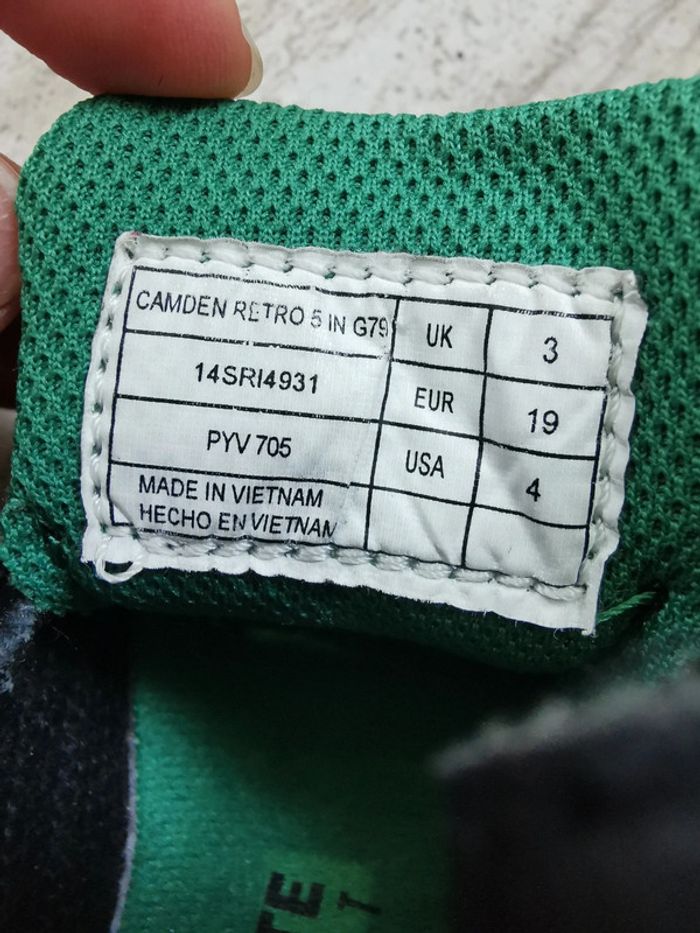 CAMDEN RETRO 5 IN G79
UK 3
14SRI4931
EUR 19
PYV 705
USA 4
MADE IN VIETNAM
HECHO EN VIETNAM
TE
T